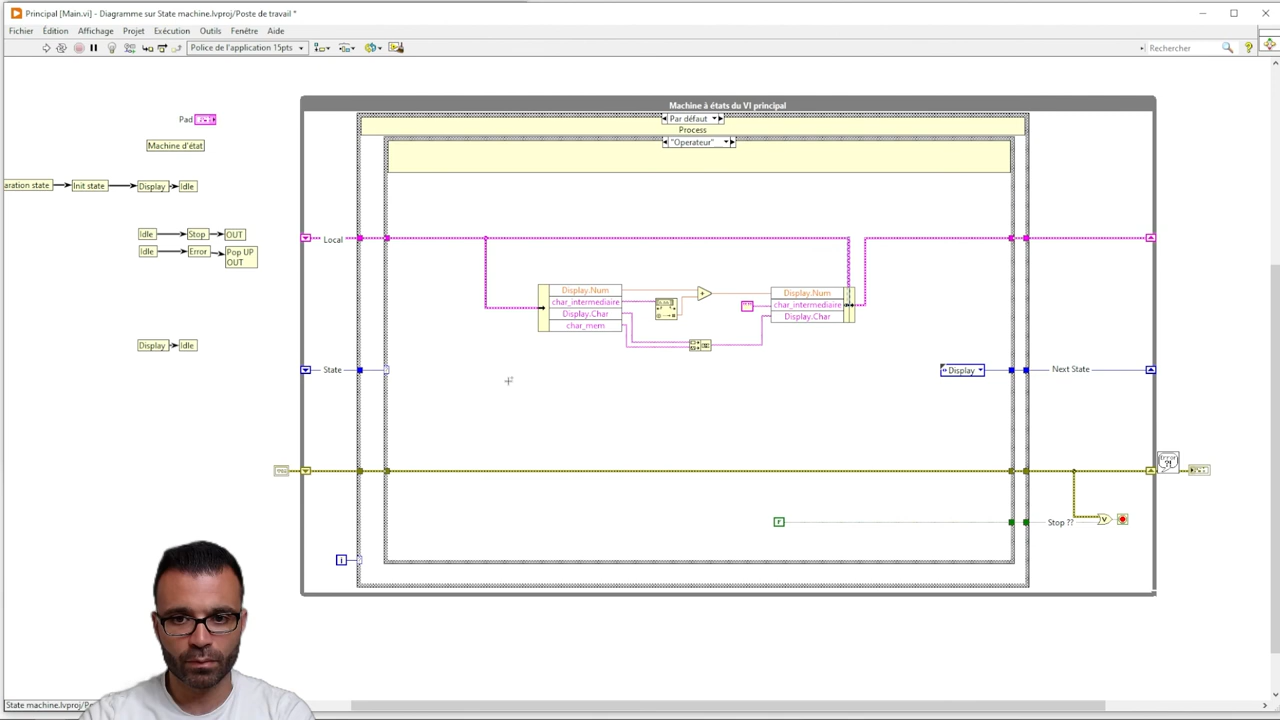 Principal [Main.vi] - Diagramme sur State machine.lvproj/Poste de travail *
Fichier Édition Affichage Projet Exécution Outils Fenêtre Aide
Police de l'application 15pts
Rechercher
Machine à états du VI principal
Par défaut
Process
"Operateur"
Pad
Machine d'état
aration state Init state Display Idle
Idle Stop OUT
Idle Error Pop UP
OUT
Display Idle
Local
Display.Num
char_intermediaire
Display.Char
char_mem
Display.Num
char_intermediaire
Display.Char
State
Display
Next State
F
Stop ??
i
Error
?!
State machine.lvproj/Po